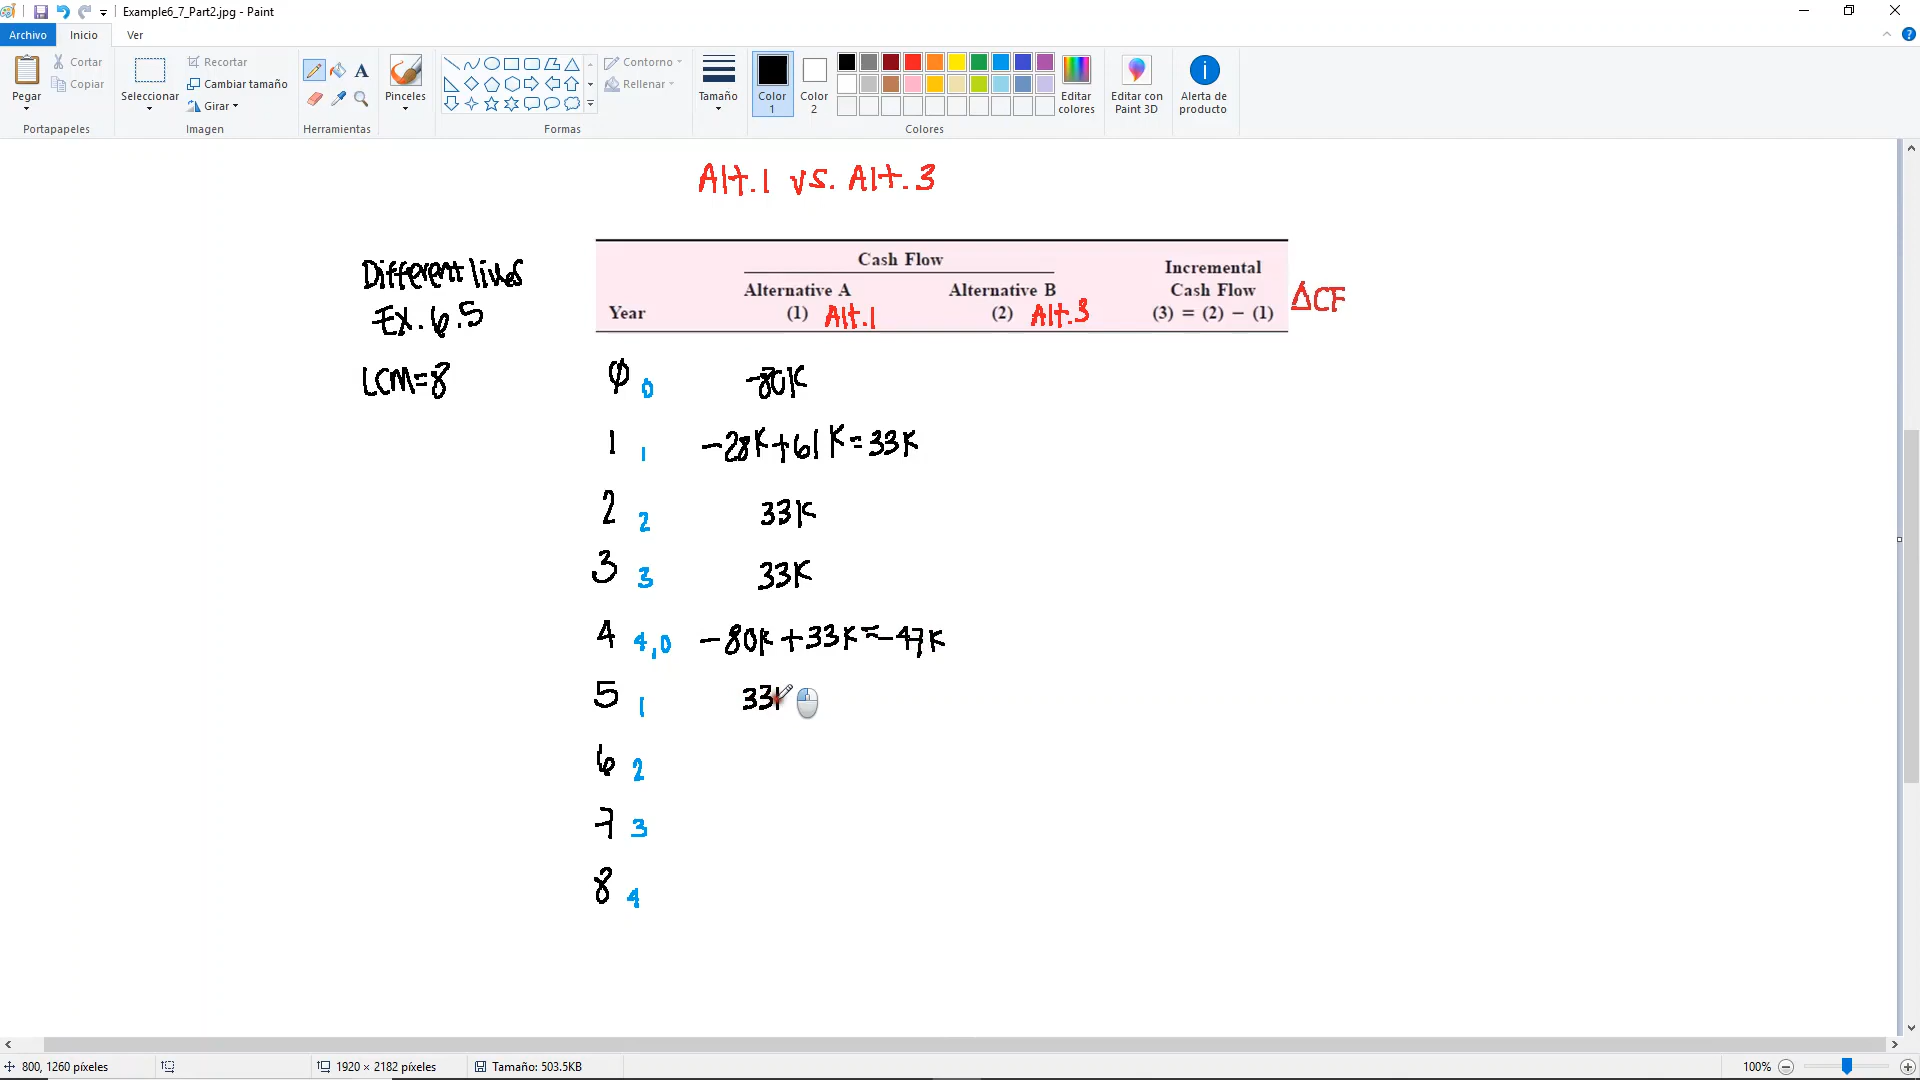 Example6_7_Part2.jpg - Paint
Archivo Inicio Ver
Pegar
Cortar
Copiar
Portapapeles
Seleccionar
Recortar
Cambiar tamaño
Girar
Imagen
A
Herramientas
Pinceles
Contorno
Rellenar
Formas
Tamaño
Color 1
Color 2
Editar colores
Colores
Editar con Paint 3D
Alerta de producto
Alt.1 vs. Alt.3
Different lives
Ex. 6.5
LCM=8
Cash Flow
Year
Alternative A
(1) Alt.1
Alternative B
(2) Alt.3
Incremental
Cash Flow
(3) = (2) − (1)
ΔCF
0 0 -80K
1 1 -28K+61K=33K
2 2 33K
3 3 33K
4 4,0 -80K+33K=-47K
5 1 33
6 2
7 3
8 4
800, 1260 píxeles
1920 × 2182 píxeles
Tamaño: 503.5KB
100%